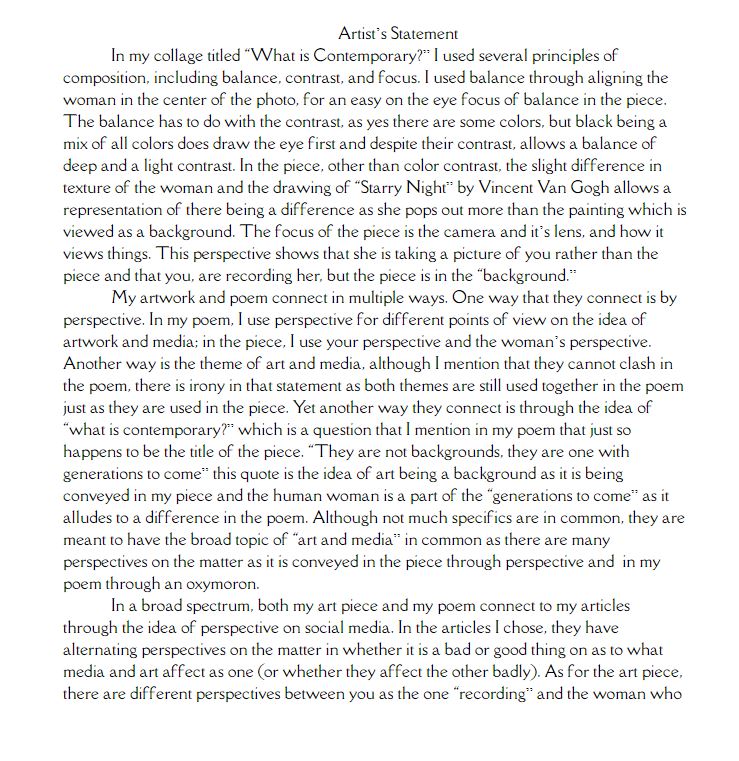 Artist's Statement
In my collage titled “What is Contemporary?” I used several principles of
composition, including balance, contrast, and focus. I used balance through aligning the
woman in the center of the photo, for an easy on the eye focus of balance in the piece.
The balance has to do with the contrast, as yes there are some colors, but black being a
mix of all colors does draw the eye first and despite their contrast, allows a balance of
deep and a light contrast. In the piece, other than color contrast, the slight difference in
texture of the woman and the drawing of “Starry Night” by Vincent Van Gogh allows a
representation of there being a difference as she pops out more than the painting which is
viewed as a background. The focus of the piece is the camera and it's lens, and how it
views things. This perspective shows that she is taking a picture of you rather than the
piece and that you, are recording her, but the piece is in the “background.”
My artwork and poem connect in multiple ways. One way that they connect is by
perspective. In my poem, I use perspective for different points of view on the idea of
artwork and media; in the piece, I use your perspective and the woman's perspective.
Another way is the theme of art and media, although I mention that they cannot clash in
the poem, there is irony in that statement as both themes are still used together in the poem
just as they are used in the piece. Yet another way they connect is through the idea of
“what is contemporary?” which is a question that I mention in my poem that just so
happens to be the title of the piece. “They are not backgrounds, they are one with
generations to come” this quote is the idea of art being a background as it is being
conveyed in my piece and the human woman is a part of the “generations to come” as it
alludes to a difference in the poem. Although not much specifics are in common, they are
meant to have the broad topic of “art and media” in common as there are many
perspectives on the matter as it is conveyed in the piece through perspective and  in my
poem through an oxymoron.
In a broad spectrum, both my art piece and my poem connect to my articles
through the idea of perspective on social media. In the articles I chose, they have
alternating perspectives on the matter in whether it is a bad or good thing on as to what
media and art affect as one (or whether they affect the other badly). As for the art piece,
there are different perspectives between you as the one “recording” and the woman who